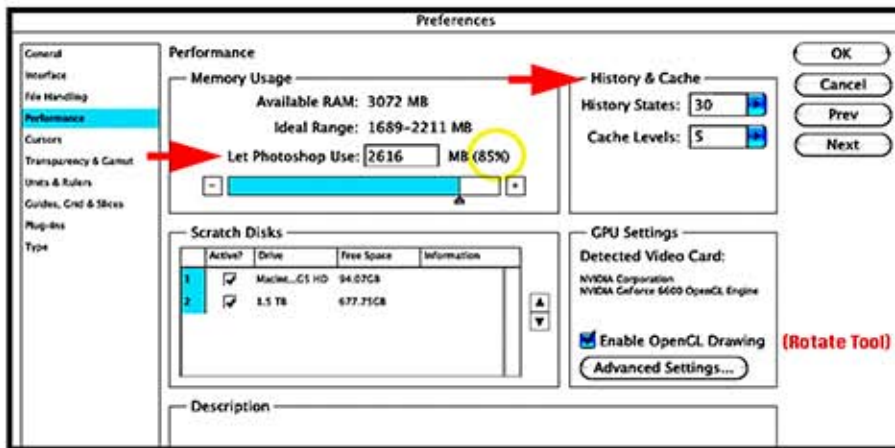 Preferences
General
Interface
File Handling
Performance
Cursors
Transparency & Gamut
Units & Rulers
Guides, Grid & Slices
Plug-Ins
Type
Performance
Memory Usage
Available RAM: 3072 MB
Ideal Range: 1689-2211 MB
Let Photoshop Use: 2616 MB (85%)
- +
History & Cache
History States: 30
Cache Levels: 5
OK
Cancel
Prev
Next
Scratch Disks
Active? Drive Free Space Information
1 Macint...G5 HD 94.07GB
2 1.5 TB 677.75GB
GPU Settings
Detected Video Card:
NVIDIA Corporation
NVIDIA GeForce 6600 OpenGL Engine
Enable OpenGL Drawing (Rotate Tool)
Advanced Settings...
Description